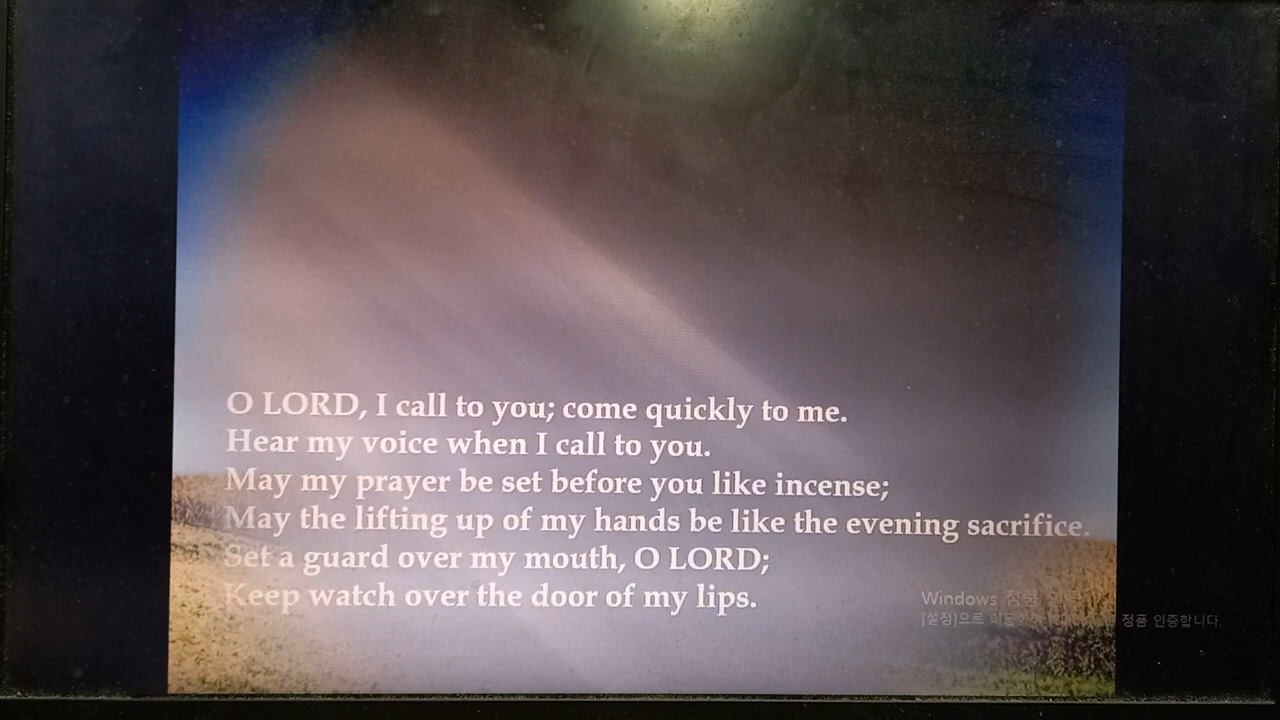 O LORD, I call to you; come quickly to me.
Hear my voice when I call to you.
May my prayer be set before you like incense;
May the lifting up of my hands be like the evening sacrifice.
Set a guard over my mouth, O LORD;
Keep watch over the door of my lips.
Windows 정품
[설정]으로 정품 인증합니다.